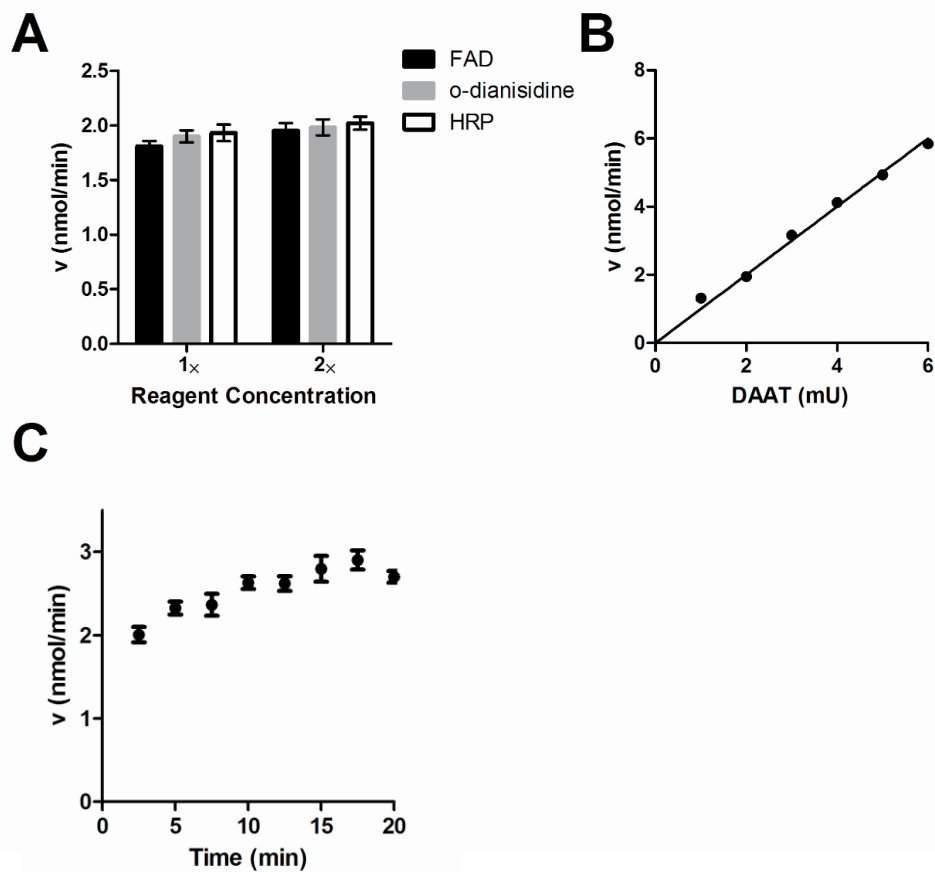 A
FAD
o-dianisidine
HRP
2.5
2.0
1.5
1.0
0.5
0.0
v (nmol/min)
1× 2×
Reagent Concentration
B
8
6
4
2
0
v (nmol/min)
0 2 4 6
DAAT (mU)
C
3
2
1
0
v (nmol/min)
0 5 10 15 20
Time (min)